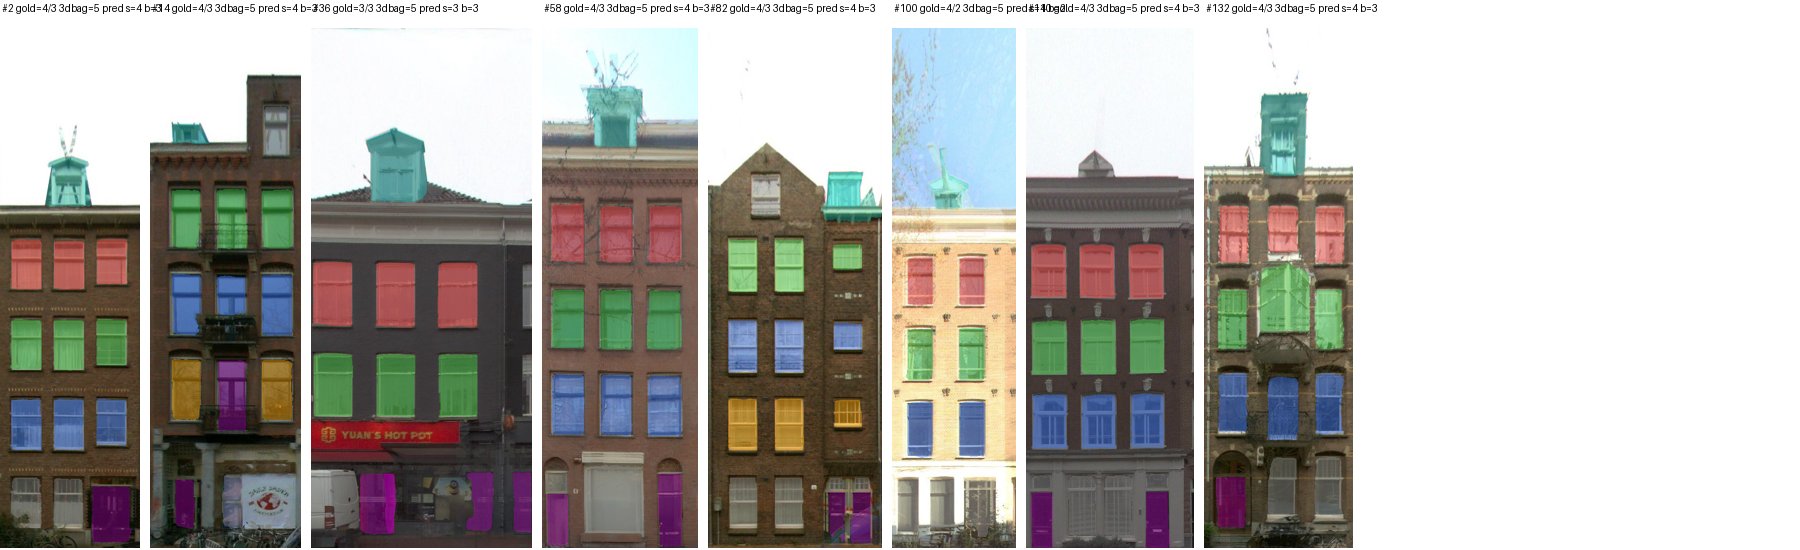 #2 gold=4/3 3dbag=5 pred s=4 b=3
#14 gold=4/3 3dbag=5 pred s=4 b=3
#36 gold=3/3 3dbag=5 pred s=3 b=3
#58 gold=4/3 3dbag=5 pred s=4 b=3
#82 gold=4/3 3dbag=5 pred s=4 b=3
#100 gold=4/2 3dbag=5 pred s=4 b=2
#110 gold=4/3 3dbag=5 pred s=4 b=3
#132 gold=4/3 3dbag=5 pred s=4 b=3
YUAN'S HOT POT